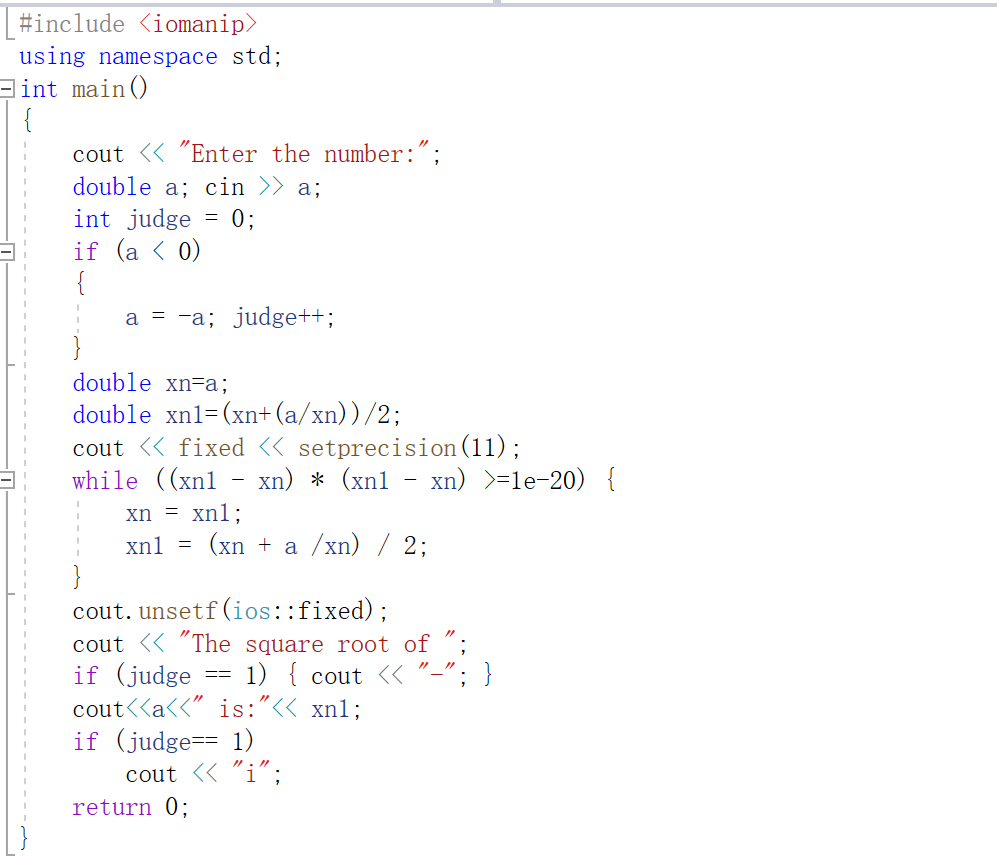 #include <iomanip>
using namespace std;
int main()
{
    cout << "Enter the number:";
    double a; cin >> a;
    int judge = 0;
    if (a < 0)
    {
        a = -a; judge++;
    }
    double xn=a;
    double xn1=(xn+(a/xn))/2;
    cout << fixed << setprecision(11);
    while ((xn1 - xn) * (xn1 - xn) >=1e-20) {
        xn = xn1;
        xn1 = (xn + a /xn) / 2;
    }
    cout.unsetf(ios::fixed);
    cout << "The square root of ";
    if (judge == 1) { cout << "-"; }
    cout<<a<<" is:"<< xn1;
    if (judge== 1)
        cout << "i";
    return 0;
}